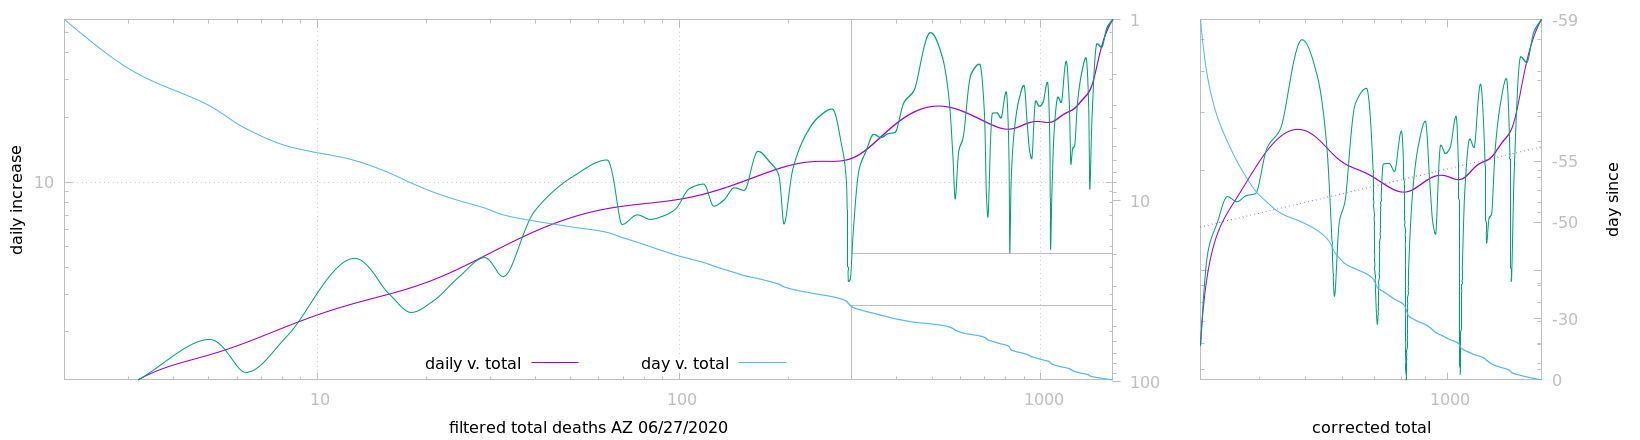 1
-59
daily increase
10
10
-55
-50
-30
day since
daily v. total
day v. total
100
0
10
100
1000
1000
filtered total deaths AZ 06/27/2020
corrected total